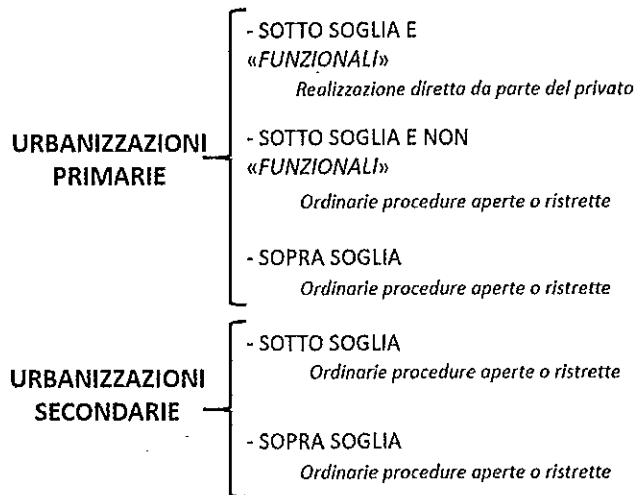 URBANIZZAZIONI
PRIMARIE
- SOTTO SOGLIA E
«FUNZIONALI»
Realizzazione diretta da parte del privato
- SOTTO SOGLIA E NON
«FUNZIONALI»
Ordinarie procedure aperte o ristrette
- SOPRA SOGLIA
Ordinarie procedure aperte o ristrette
URBANIZZAZIONI
SECONDARIE
- SOTTO SOGLIA
Ordinarie procedure aperte o ristrette
- SOPRA SOGLIA
Ordinarie procedure aperte o ristrette